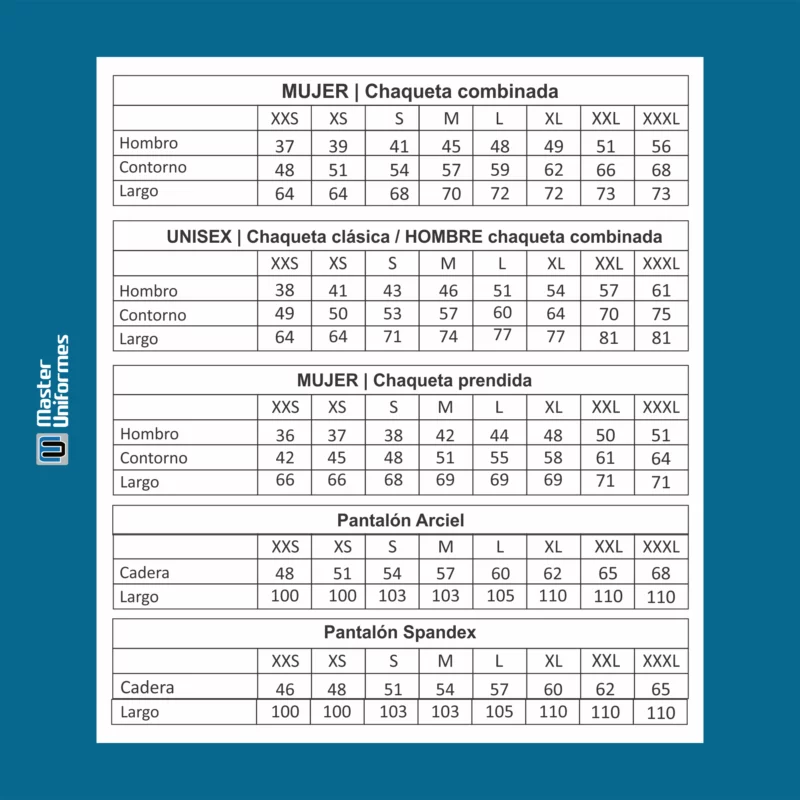 MUJER | Chaqueta combinada
XXS XS S M L XL XXL XXXL
Hombro 37 39 41 45 48 49 51 56
Contorno 48 51 54 57 59 62 66 68
Largo 64 64 68 70 72 72 73 73
UNISEX | Chaqueta clásica / HOMBRE chaqueta combinada
XXS XS S M L XL XXL XXXL
Hombro 38 41 43 46 51 54 57 61
Contorno 49 50 53 57 60 64 70 75
Largo 64 64 71 74 77 77 81 81
MUJER | Chaqueta prendida
XXS XS S M L XL XXL XXXL
Hombro 36 37 38 42 44 48 50 51
Contorno 42 45 48 51 55 58 61 64
Largo 66 66 68 69 69 69 71 71
Pantalón Arciel
XXS XS S M L XL XXL XXXL
Cadera 48 51 54 57 60 62 65 68
Largo 100 100 103 103 105 110 110 110
Pantalón Spandex
XXS XS S M L XL XXL XXXL
Cadera 46 48 51 54 57 60 62 65
Largo 100 100 103 103 105 110 110 110
Master
Uniformes